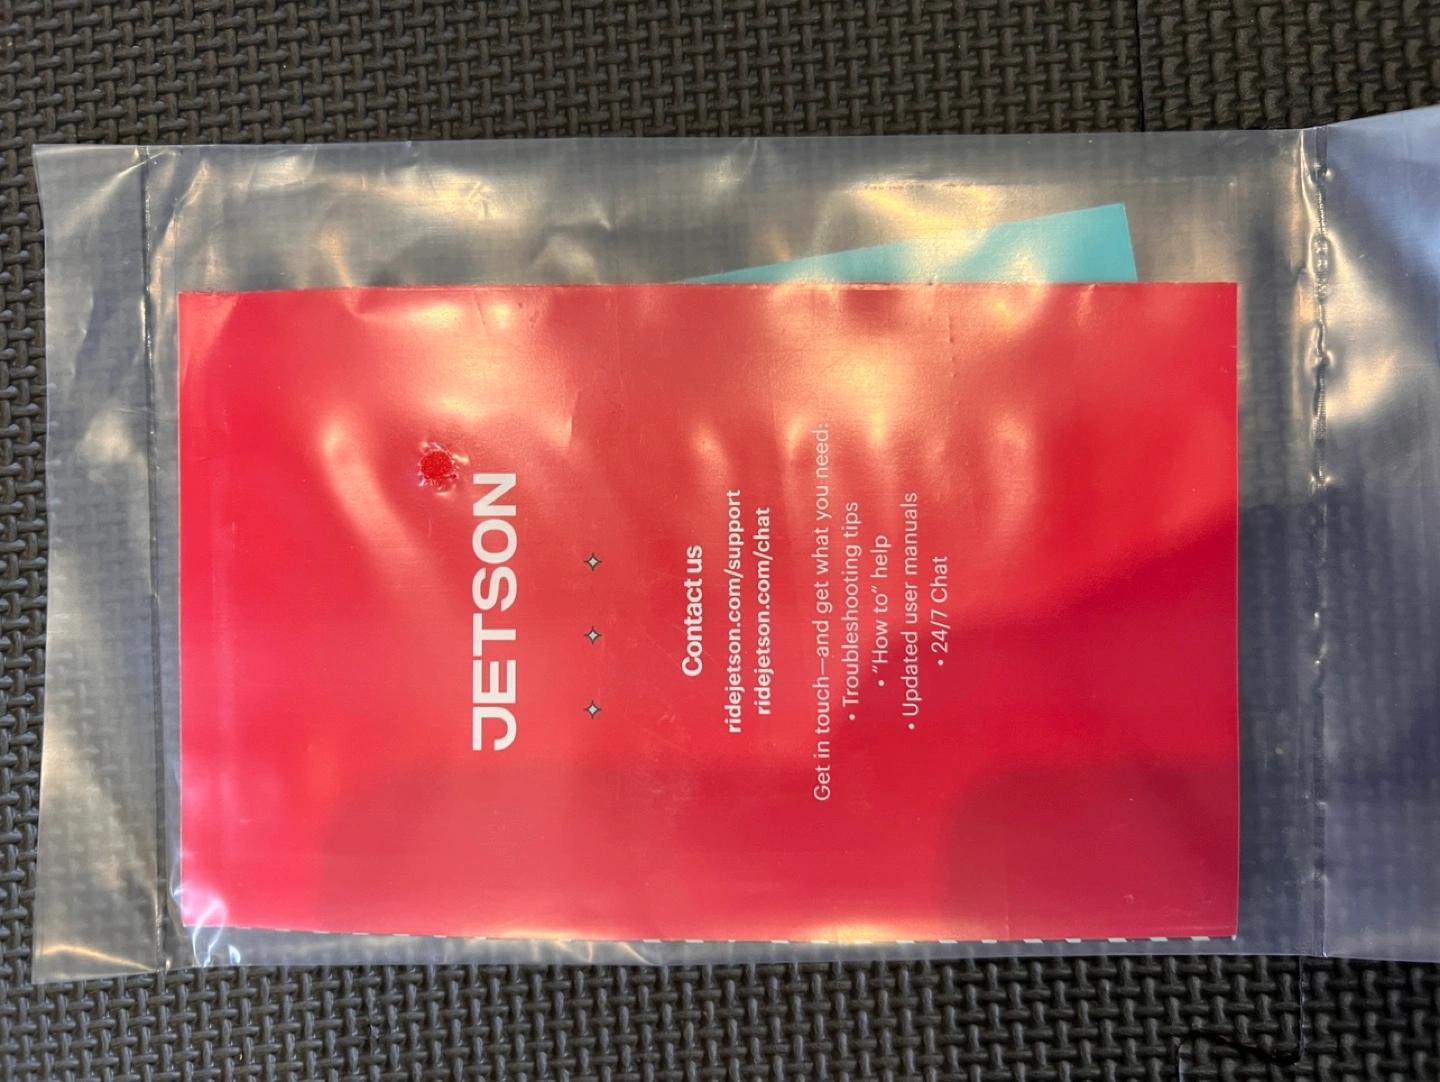 JETSON
Contact us
ridejetson.com/support
ridejetson.com/chat
Get in touch—and get what you need:
• Troubleshooting tips
• “How to” help
• Updated user manuals
• 24/7 Chat